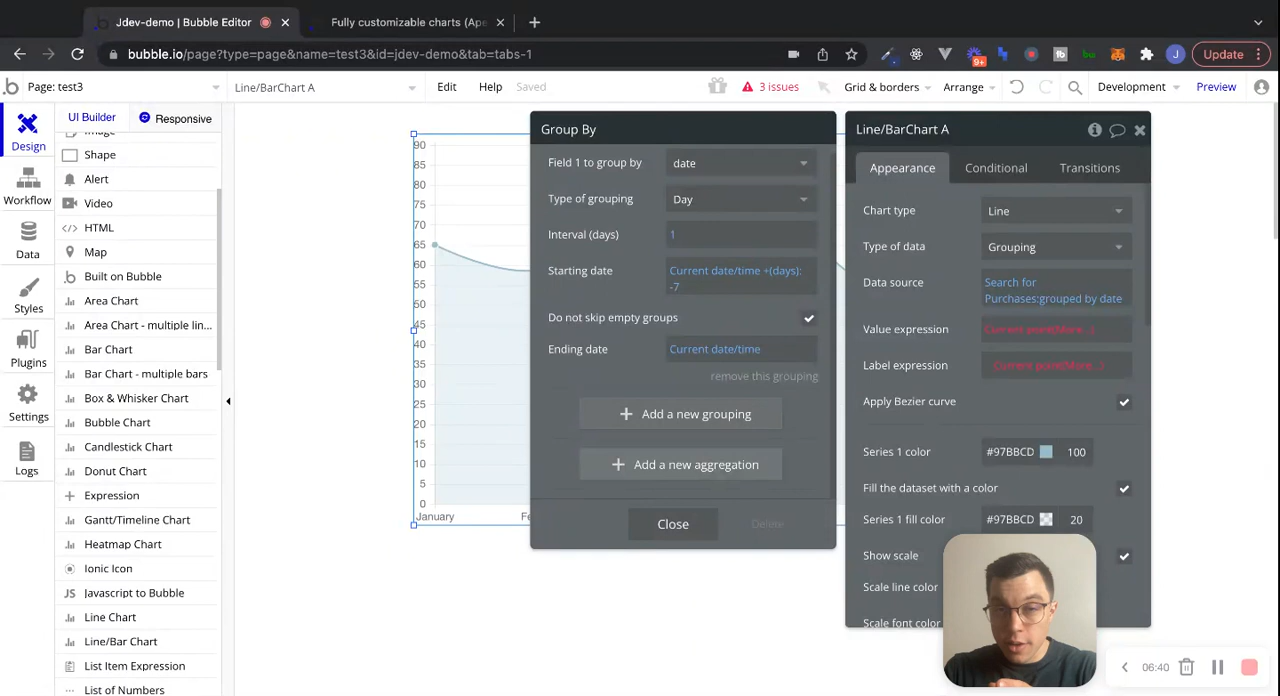 Jdev-demo | Bubble Editor
Fully customizable charts (Ape
bubble.io/page?type=page&name=test3&id=jdev-demo&tab=tabs-1
9+
J
Update
Page: test3
Line/BarChart A
Edit
Help
Saved
3 issues
Grid & borders
Arrange
Development
Preview
Design
Workflow
Data
Styles
Plugins
Settings
Logs
UI Builder
Responsive
Image
Shape
Alert
Video
HTML
Map
Built on Bubble
Area Chart
Area Chart - multiple lin...
Bar Chart
Bar Chart - multiple bars
Box & Whisker Chart
Bubble Chart
Candlestick Chart
Donut Chart
Expression
Gantt/Timeline Chart
Heatmap Chart
Ionic Icon
JS Javascript to Bubble
Line Chart
Line/Bar Chart
List Item Expression
List of Numbers
90
85
80
75
70
65
60
55
50
45
40
35
30
25
20
15
10
5
0
January
Fe
Group By
Field 1 to group by
date
Type of grouping
Day
Interval (days)
1
Starting date
Current date/time +(days):
-7
Do not skip empty groups
Ending date
Current date/time
remove this grouping
Add a new grouping
Add a new aggregation
Close
Delete
Line/BarChart A
Appearance
Conditional
Transitions
Chart type
Line
Type of data
Grouping
Data source
Search for
Purchases:grouped by date
Value expression
Current point(More...)
Label expression
Current point(More...)
Apply Bezier curve
Series 1 color
#97BBCD
100
Fill the dataset with a color
Series 1 fill color
#97BBCD
20
Show scale
Scale line color
Scale font color
06:40